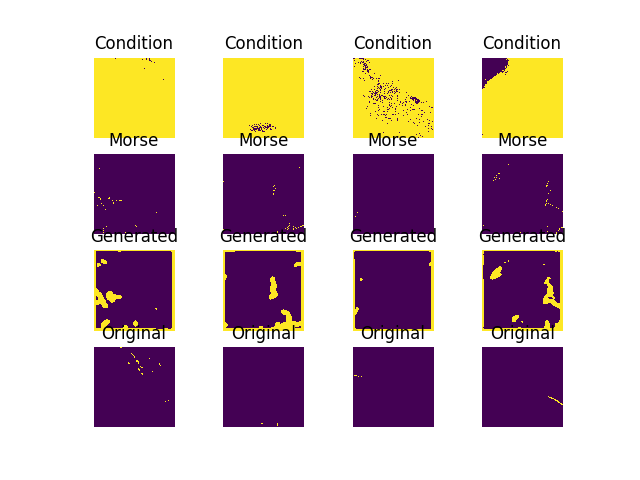 Condition Condition Condition Condition
Morse Morse Morse Morse
Generated Generated Generated Generated
Original Original Original Original